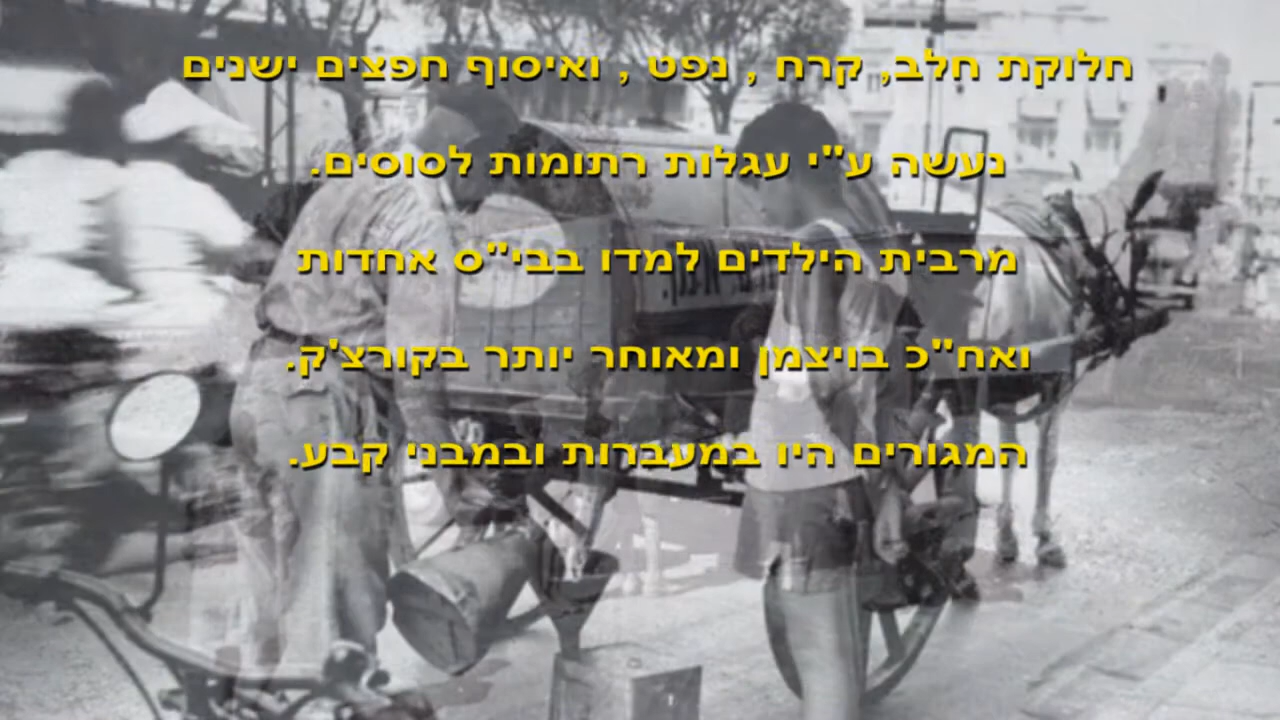 חלוקת חלב, קרח , נפט , ואיסוף חפצים ישנים
נעשה ע"י עגלות רתומות לסוסים.
מרבית הילדים למדו בבי"ס אחדות
ואח"כ בויצמן ומאוחר יותר בקורצ'ק.
המגורים היו במעברות ובמבני קבע.